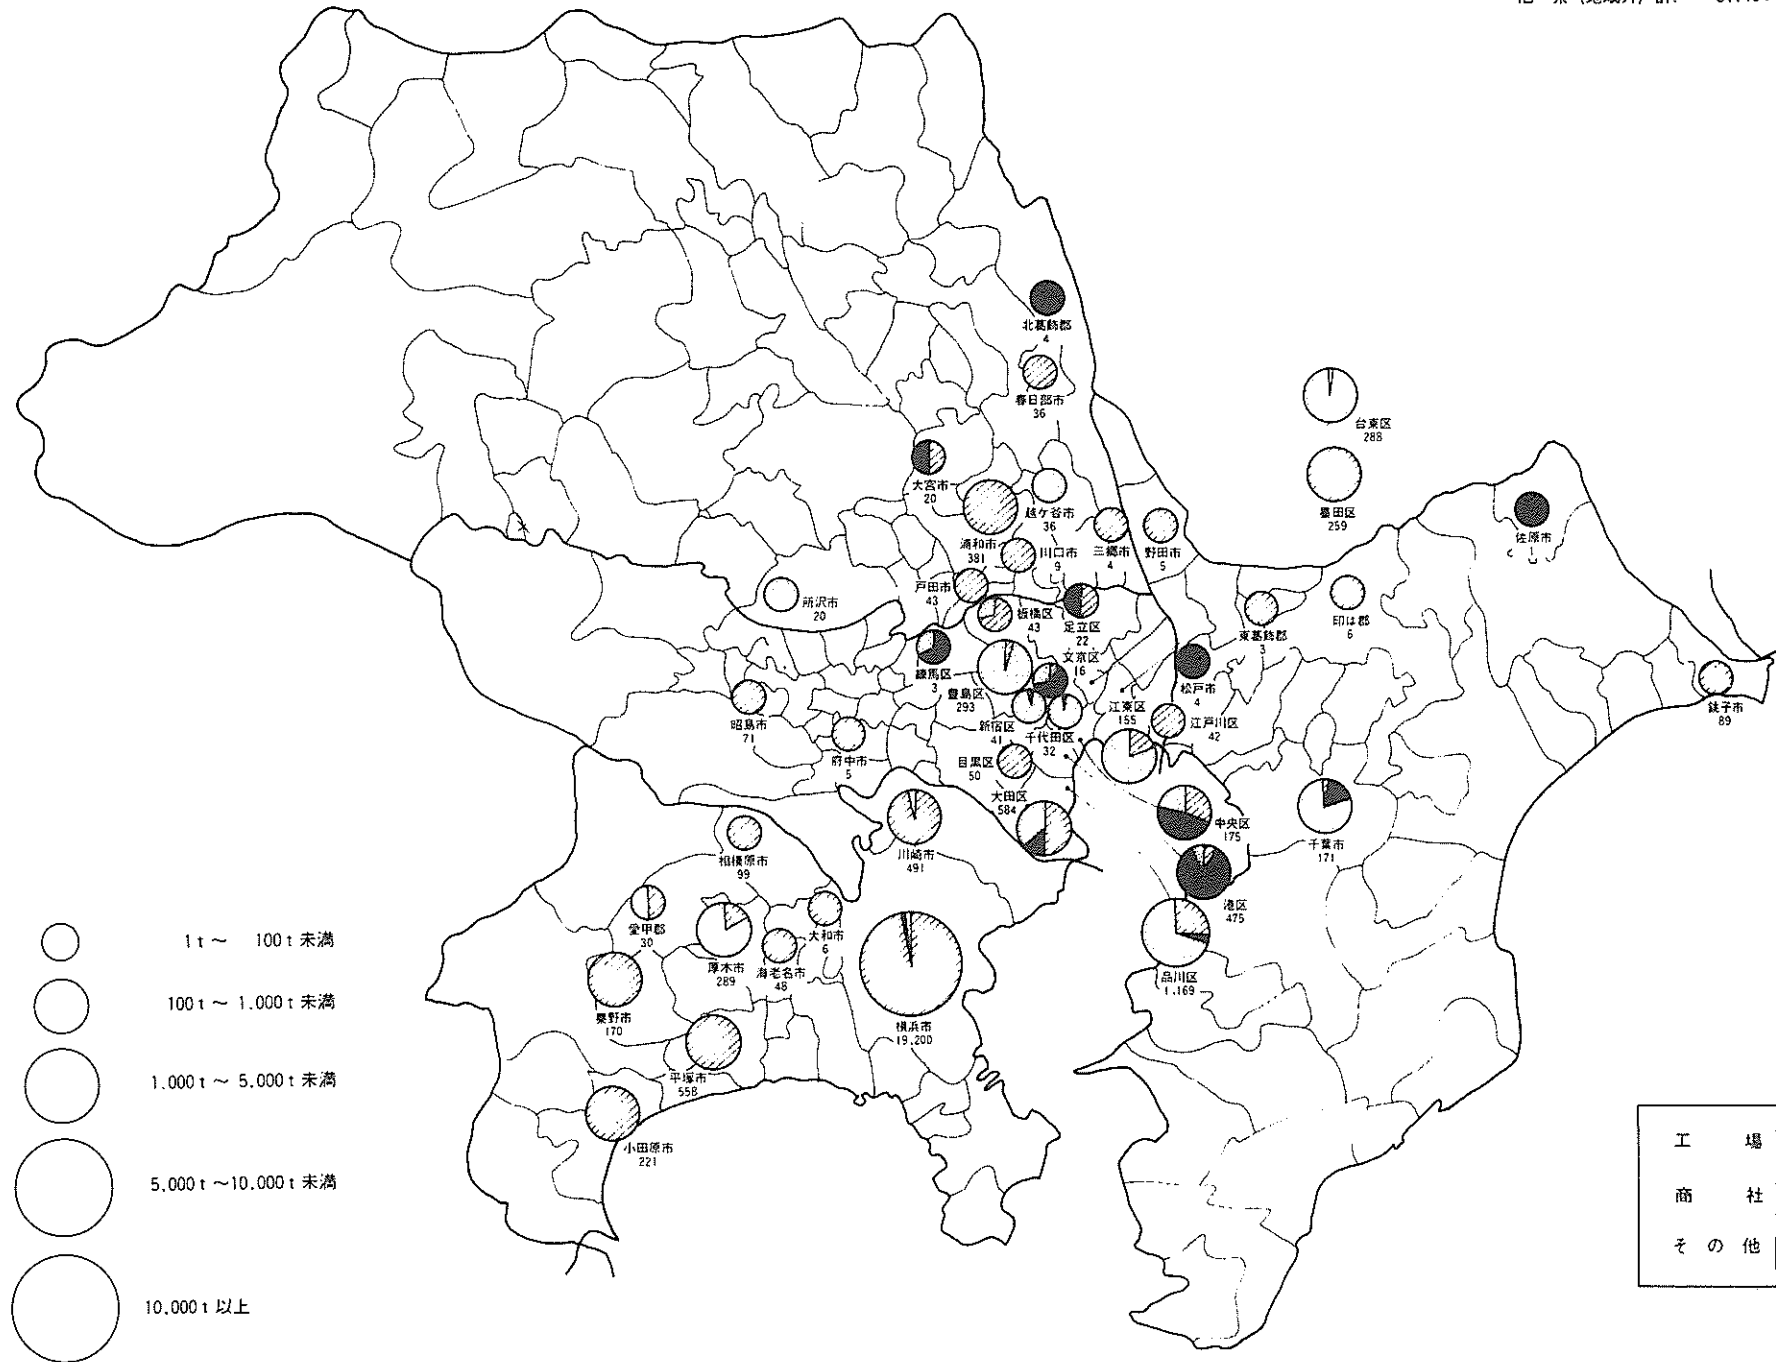 北葛飾郡
4
春日部市
36
台東区
288
大宮市
20
越ケ谷市
36
墨田区
259
浦和市
381
川口市
9
三郷市
4
野田市
5
佐原市
戸田市
43
所沢市
20
板橋区
43
足立区
22
東葛飾郡
3
印は郡
6
文京区
16
練馬区
3
豊島区
293
松戸市
4
銚子市
89
昭島市
71
新宿区
41
千代田区
32
江東区
155
江戸川区
42
府中市
5
目黒区
50
大田区
584
中央区
175
千葉市
171
相模原市
99
川崎市
491
港区
475
愛甲郡
30
厚木市
289
海老名市
48
大和市
6
品川区
1,169
秦野市
170
横浜市
19,200
平塚市
558
小田原市
221
1t～ 100t未満
100t～1,000t未満
1,000t～5,000t未満
5,000t～10,000t未満
10,000t以上
工場
商社
その他